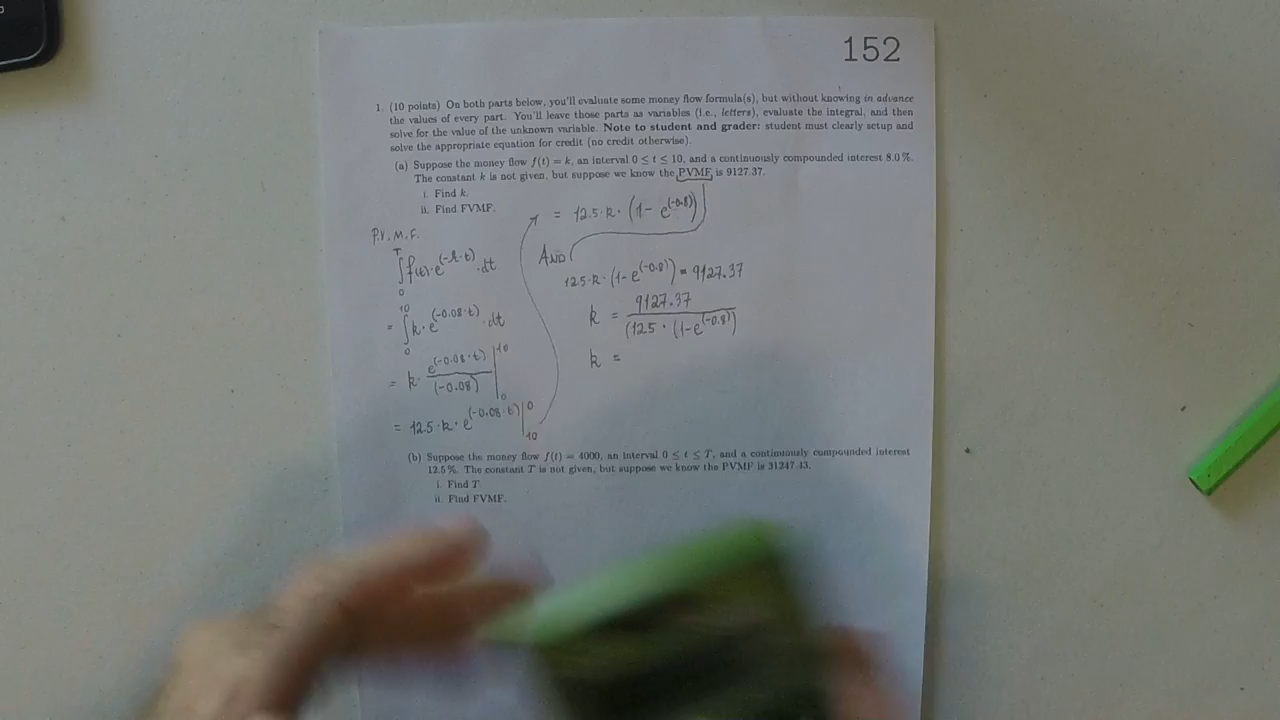 152
1. (10 points) On both parts below, you'll evaluate some money flow formula(s), but without knowing in advance
the values of every part. You'll leave those parts as variables (i.e., letters), evaluate the integral, and then
solve for the value of the unknown variable. Note to student and grader: student must clearly setup and
solve the appropriate equation for credit (no credit otherwise).
(a) Suppose the money flow f(t) = k, an interval 0 ≤ t ≤ 10, and a continuously compounded interest 8.0%.
The constant k is not given, but suppose we know the PVMF is 9127.37.
i. Find k.
ii. Find FVMF.
P.V.M.F.
∫_0^T f(t)·e^(-r·t)·dt
= ∫_0^10 k·e^(-0.08·t)·dt
= k· e^(-0.08·t)/(-0.08) |_0^10
= 12.5·k·e^(-0.08·t) |_10^0
= 12.5·k·(1-e^(-0.8))
AND
12.5·k·(1-e^(-0.8)) = 9127.37
k = 9127.37/(12.5·(1-e^(-0.8))
k =
(b) Suppose the money flow f(t) = 4000, an interval 0 ≤ t ≤ T, and a continuously compounded interest
12.5%. The constant T is not given, but suppose we know the PVMF is 31247.43.
i. Find T
ii. Find FVMF.